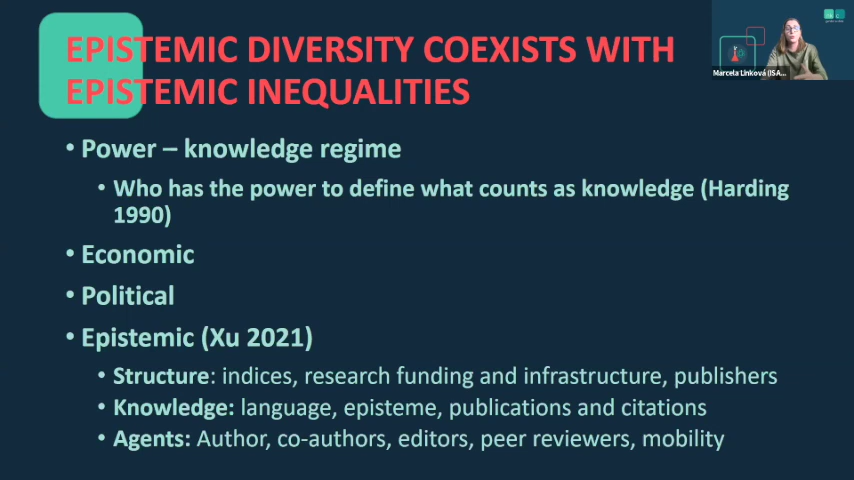 EPISTEMIC DIVERSITY COEXISTS WITH
EPISTEMIC INEQUALITIES
• Power – knowledge regime
• Who has the power to define what counts as knowledge (Harding
1990)
• Economic
• Political
• Epistemic (Xu 2021)
• Structure: indices, research funding and infrastructure, publishers
• Knowledge: language, episteme, publications and citations
• Agents: Author, co-authors, editors, peer reviewers, mobility
Marcela Linková (ISA...